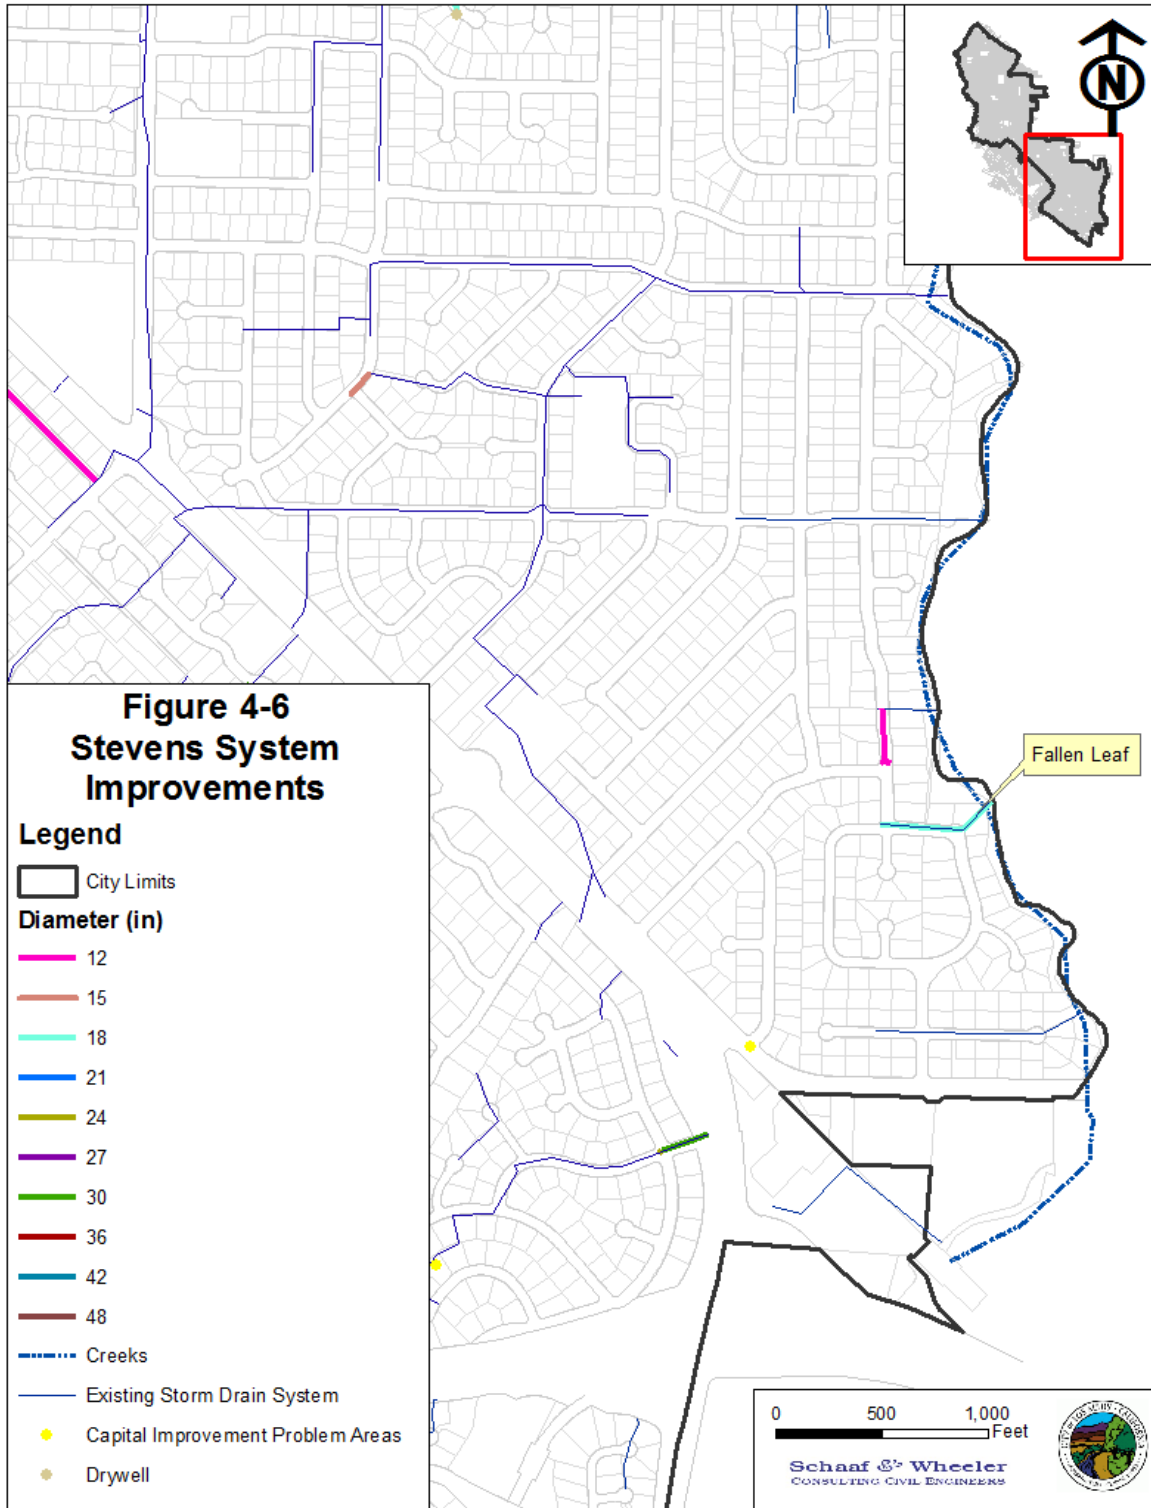 N
Fallen Leaf
Figure 4-6
Stevens System
Improvements
Legend
City Limits
Diameter (in)
12
15
18
21
24
27
30
36
42
48
Creeks
Existing Storm Drain System
Capital Improvement Problem Areas
Drywell
0 500 1,000
Feet
Schaaf & Wheeler
CONSULTING CIVIL ENGINEERS